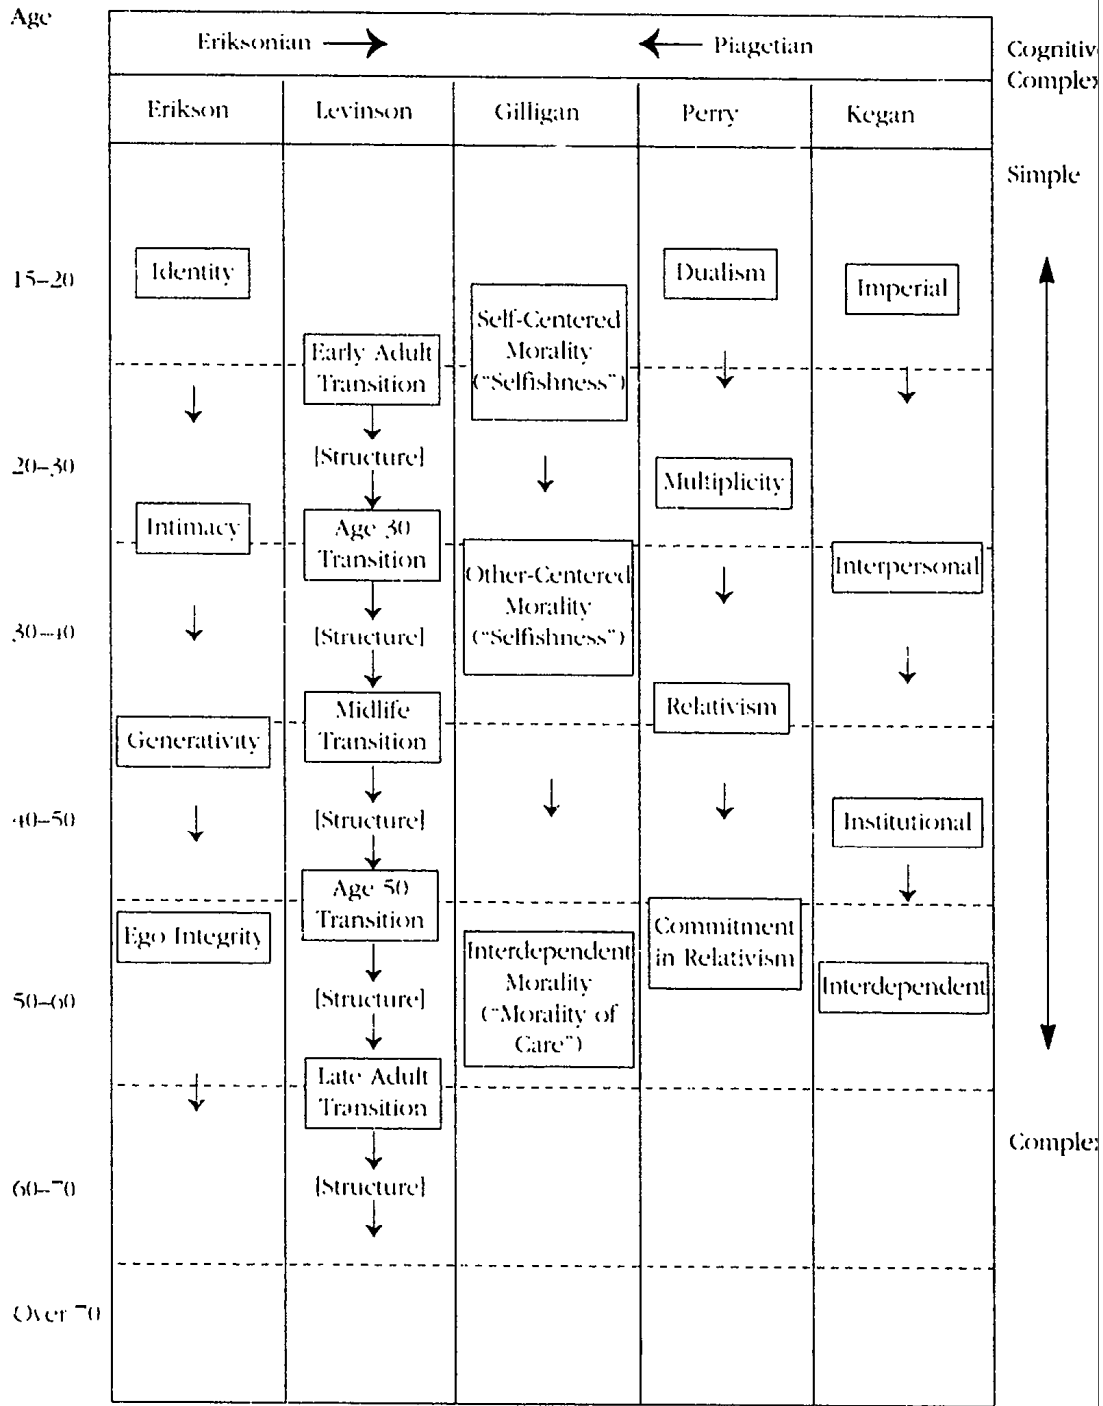 Age
Eriksonian
Piagetian
Cognitive
Complex
Erikson
Levinson
Gilligan
Perry
Kegan
Simple
15–20
Identity
Early Adult
Transition
Self-Centered
Morality
("Selfishness")
Dualism
Imperial
20–30
[Structure]
Multiplicity
Intimacy
Age 30
Transition
Other-Centered
Morality
("Selfishness")
Interpersonal
30–40
[Structure]
Generativity
Midlife
Transition
Relativism
40–50
[Structure]
Institutional
Ego Integrity
Age 50
Transition
Interdependent
Morality
("Morality of
Care")
Commitment
in Relativism
Interdependent
50–60
[Structure]
Late Adult
Transition
Complex
60–70
[Structure]
Over 70